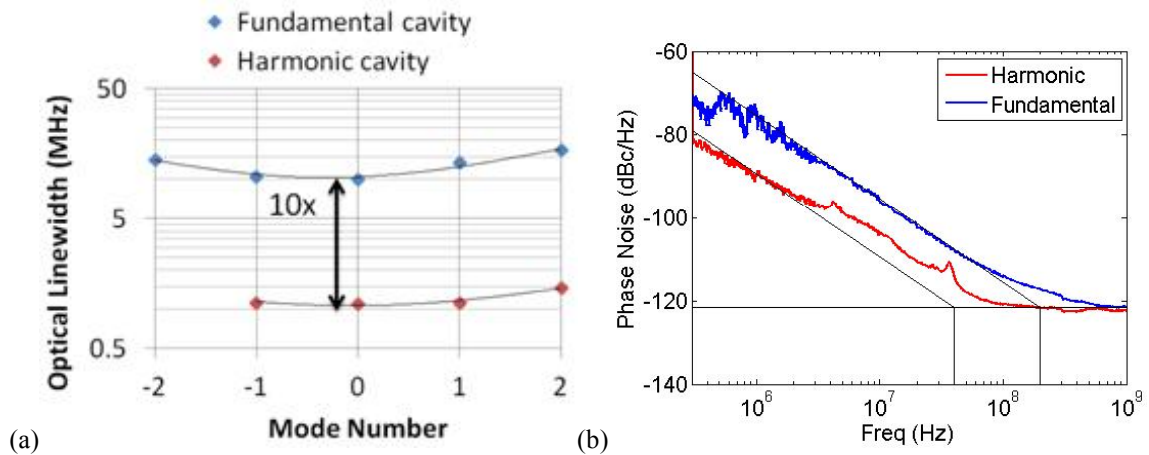 Fundamental cavity
Harmonic cavity
50
5
0.5
Optical Linewidth (MHz)
10x
-2
-1
0
1
2
Mode Number
(a)
-60
-80
-100
-120
-140
Phase Noise (dBc/Hz)
Harmonic
Fundamental
10^6
10^7
10^8
10^9
Freq (Hz)
(b)